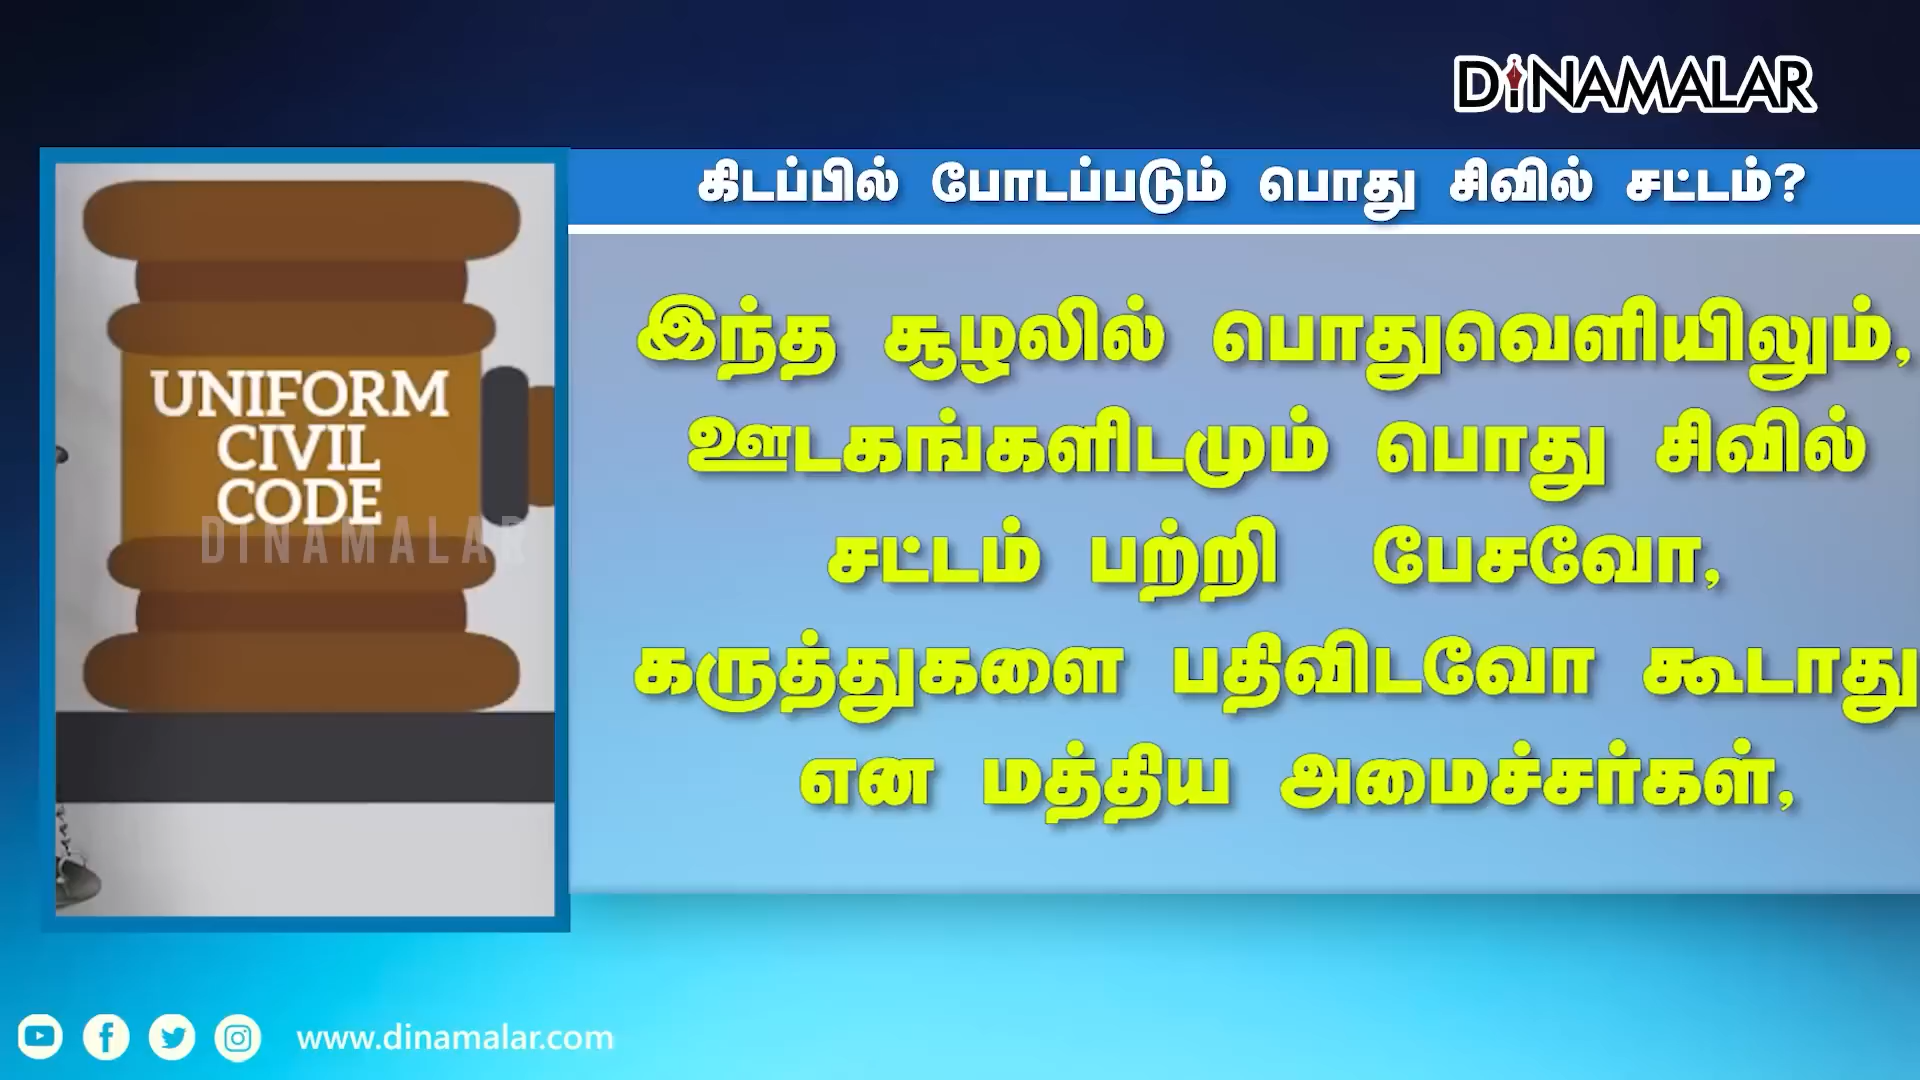 DINAMALAR
கிடப்பில் போடப்படும் பொது சிவில் சட்டம்?
UNIFORM
CIVIL
CODE
DINAMALAR
இந்த சூழலில் பொதுவெளியிலும்,
ஊடகங்களிடமும் பொது சிவில்
சட்டம் பற்றி பேசவோ,
கருத்துகளை பதிவிடவோ கூடாது
என மத்திய அமைச்சர்கள்,
www.dinamalar.com